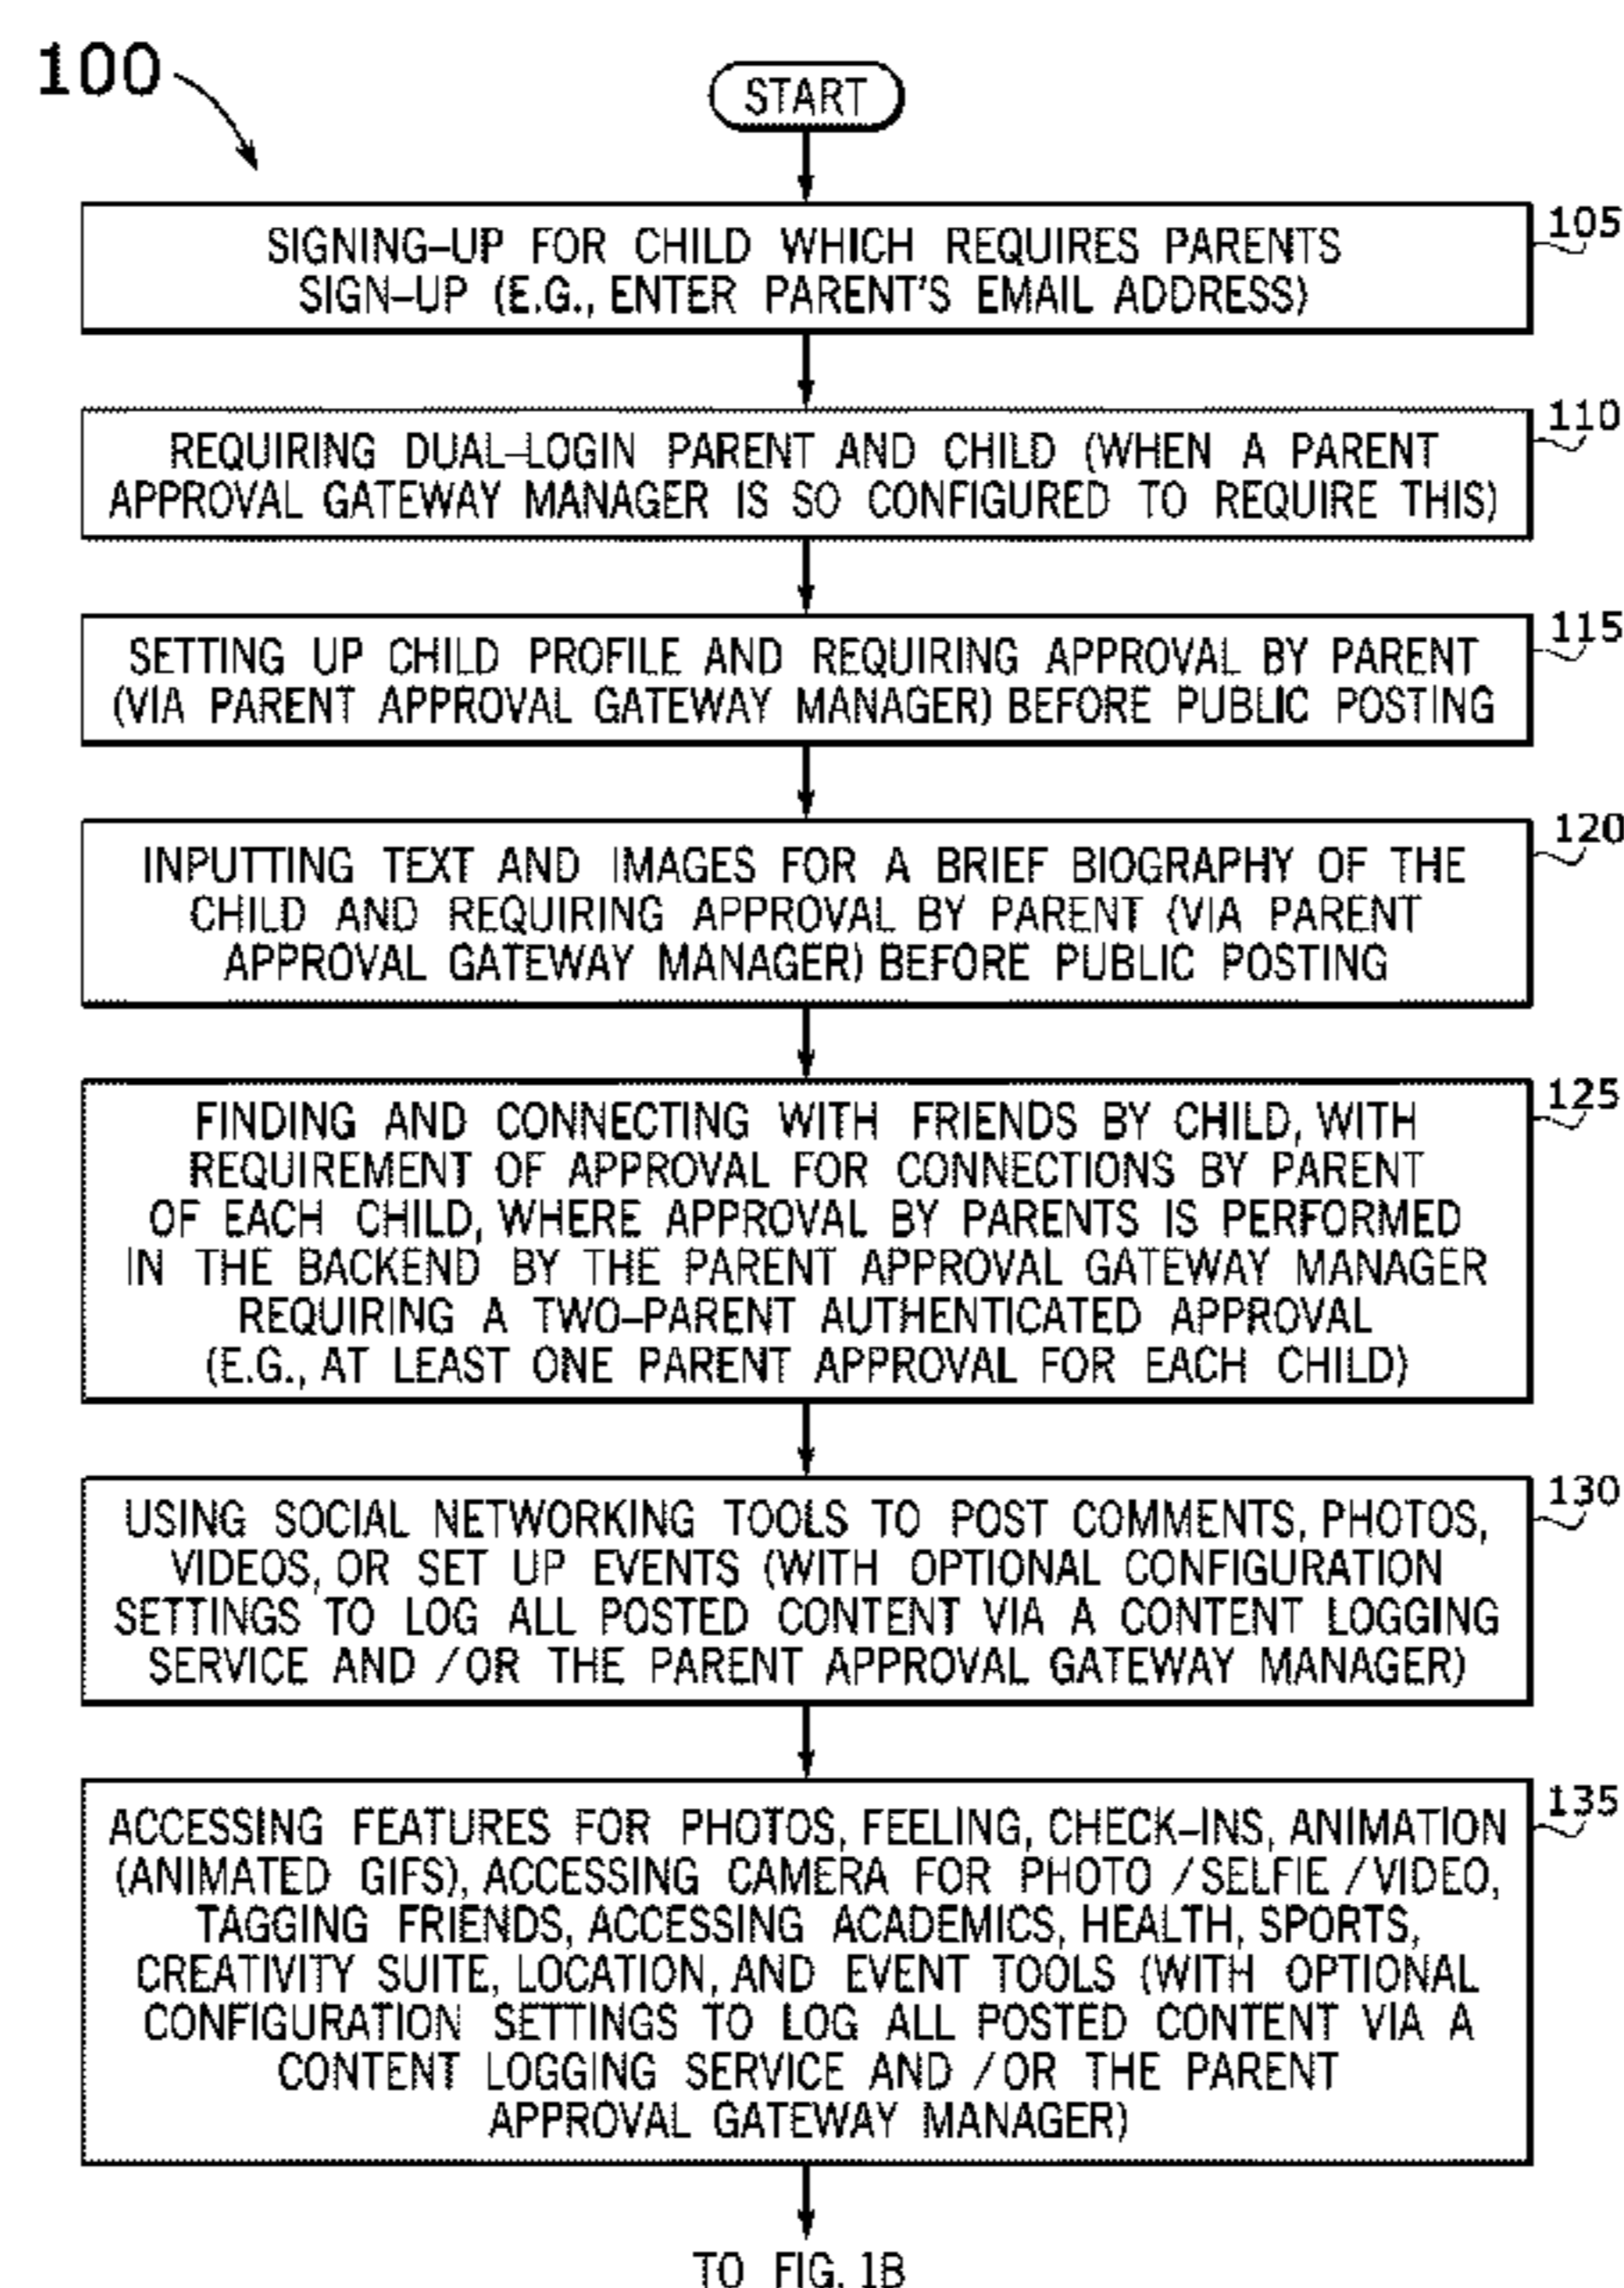 100
START
105
SIGNING-UP FOR CHILD WHICH REQUIRES PARENTS
SIGN-UP (E.G., ENTER PARENT'S EMAIL ADDRESS)
110
REQUIRING DUAL-LOGIN PARENT AND CHILD (WHEN A PARENT
APPROVAL GATEWAY MANAGER IS SO CONFIGURED TO REQUIRE THIS)
115
SETTING UP CHILD PROFILE AND REQUIRING APPROVAL BY PARENT
(VIA PARENT APPROVAL GATEWAY MANAGER) BEFORE PUBLIC POSTING
120
INPUTTING TEXT AND IMAGES FOR A BRIEF BIOGRAPHY OF THE
CHILD AND REQUIRING APPROVAL BY PARENT (VIA PARENT
APPROVAL GATEWAY MANAGER) BEFORE PUBLIC POSTING
125
FINDING AND CONNECTING WITH FRIENDS BY CHILD, WITH
REQUIREMENT OF APPROVAL FOR CONNECTIONS BY PARENT
OF EACH CHILD, WHERE APPROVAL BY PARENTS IS PERFORMED
IN THE BACKEND BY THE PARENT APPROVAL GATEWAY MANAGER
REQUIRING A TWO-PARENT AUTHENTICATED APPROVAL
(E.G., AT LEAST ONE PARENT APPROVAL FOR EACH CHILD)
130
USING SOCIAL NETWORKING TOOLS TO POST COMMENTS, PHOTOS,
VIDEOS, OR SET UP EVENTS (WITH OPTIONAL CONFIGURATION
SETTINGS TO LOG ALL POSTED CONTENT VIA A CONTENT LOGGING
SERVICE AND /OR THE PARENT APPROVAL GATEWAY MANAGER)
135
ACCESSING FEATURES FOR PHOTOS, FEELING, CHECK-INS, ANIMATION
(ANIMATED GIFS), ACCESSING CAMERA FOR PHOTO /SELFIE /VIDEO,
TAGGING FRIENDS, ACCESSING ACADEMICS, HEALTH, SPORTS,
CREATIVITY SUITE, LOCATION, AND EVENT TOOLS (WITH OPTIONAL
CONFIGURATION SETTINGS TO LOG ALL POSTED CONTENT VIA A
CONTENT LOGGING SERVICE AND /OR THE PARENT
APPROVAL GATEWAY MANAGER)
TO FIG. 1B